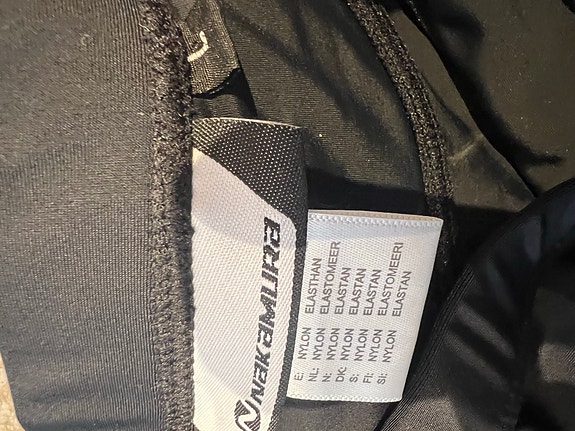 L
NAKAMURA
E: NYLON ELASTHAN
NL: NYLON ELASTOMEER
N: NYLON ELASTAN
DK: NYLON ELASTAN
S: NYLON ELASTAN
FI: NYLON ELASTOMEERI
SI: NYLON ELASTAN